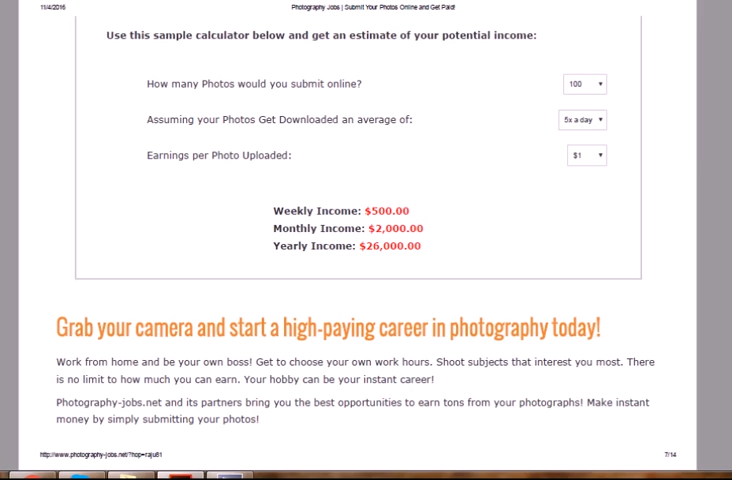 11/4/2016 Photography Jobs | Submit Your Photos Online and Get Paid!
Use this sample calculator below and get an estimate of your potential income:
How many Photos would you submit online? 100
Assuming your Photos Get Downloaded an average of: 5x a day
Earnings per Photo Uploaded: $1
Weekly Income: $500.00
Monthly Income: $2,000.00
Yearly Income: $26,000.00
Grab your camera and start a high-paying career in photography today!
Work from home and be your own boss! Get to choose your own work hours. Shoot subjects that interest you most. There
is no limit to how much you can earn. Your hobby can be your instant career!
Photography-jobs.net and its partners bring you the best opportunities to earn tons from your photographs! Make instant
money by simply submitting your photos!
http://www.photography-jobs.net/?hop=raju81 7/14